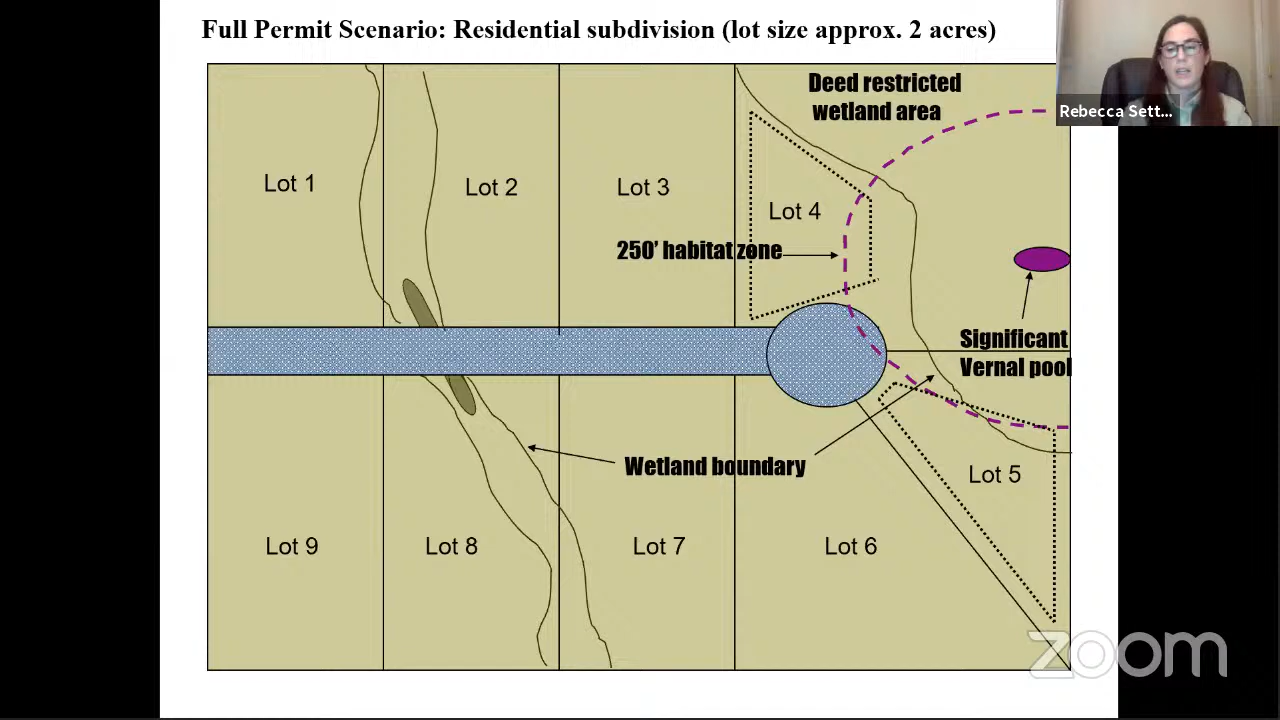 Full Permit Scenario: Residential subdivision (lot size approx. 2 acres)
Deed restricted
wetland area
Rebecca Sett...
Lot 1
Lot 2
Lot 3
Lot 4
250' habitat zone
Significant
Vernal pool
Wetland boundary
Lot 5
Lot 9
Lot 8
Lot 7
Lot 6
zoom